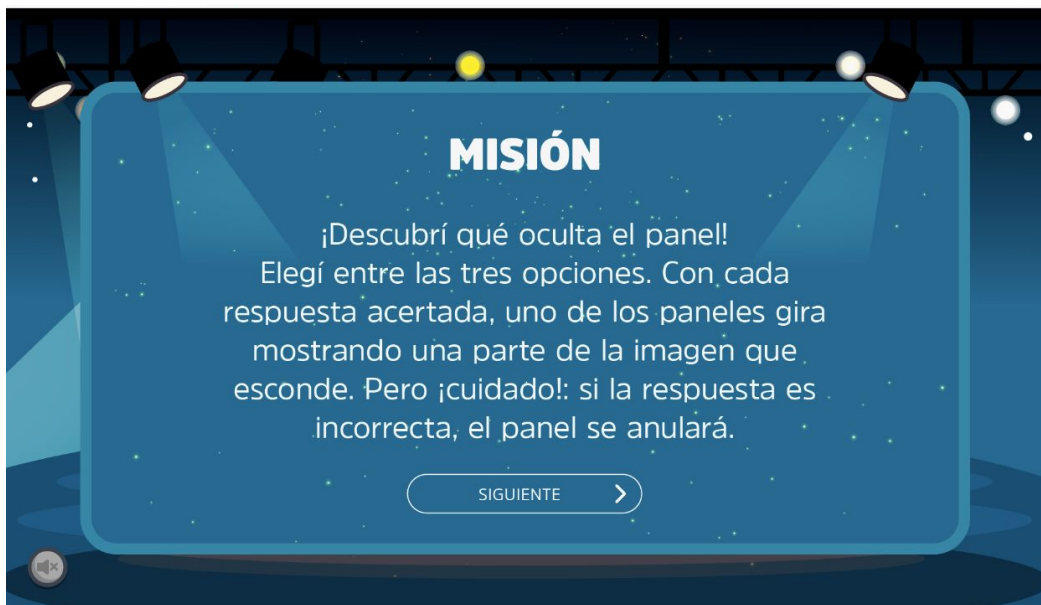 MISIÓN
¡Descubrí qué oculta el panel!
Elegí entre las tres opciones. Con cada
respuesta acertada, uno de los paneles gira
mostrando una parte de la imagen que
esconde. Pero ¡cuidado!: si la respuesta es
incorrecta, el panel se anulará.
SIGUIENTE